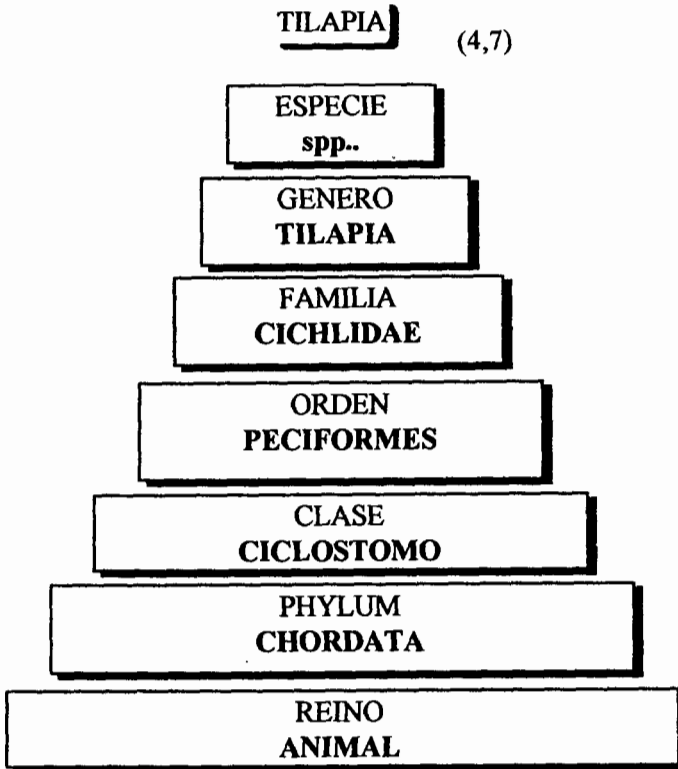 TILAPIA
(4,7)
ESPECIE
spp..
GENERO
TILAPIA
FAMILIA
CICHLIDAE
ORDEN
PECIFORMES
CLASE
CICLOSTOMO
PHYLUM
CHORDATA
REINO
ANIMAL